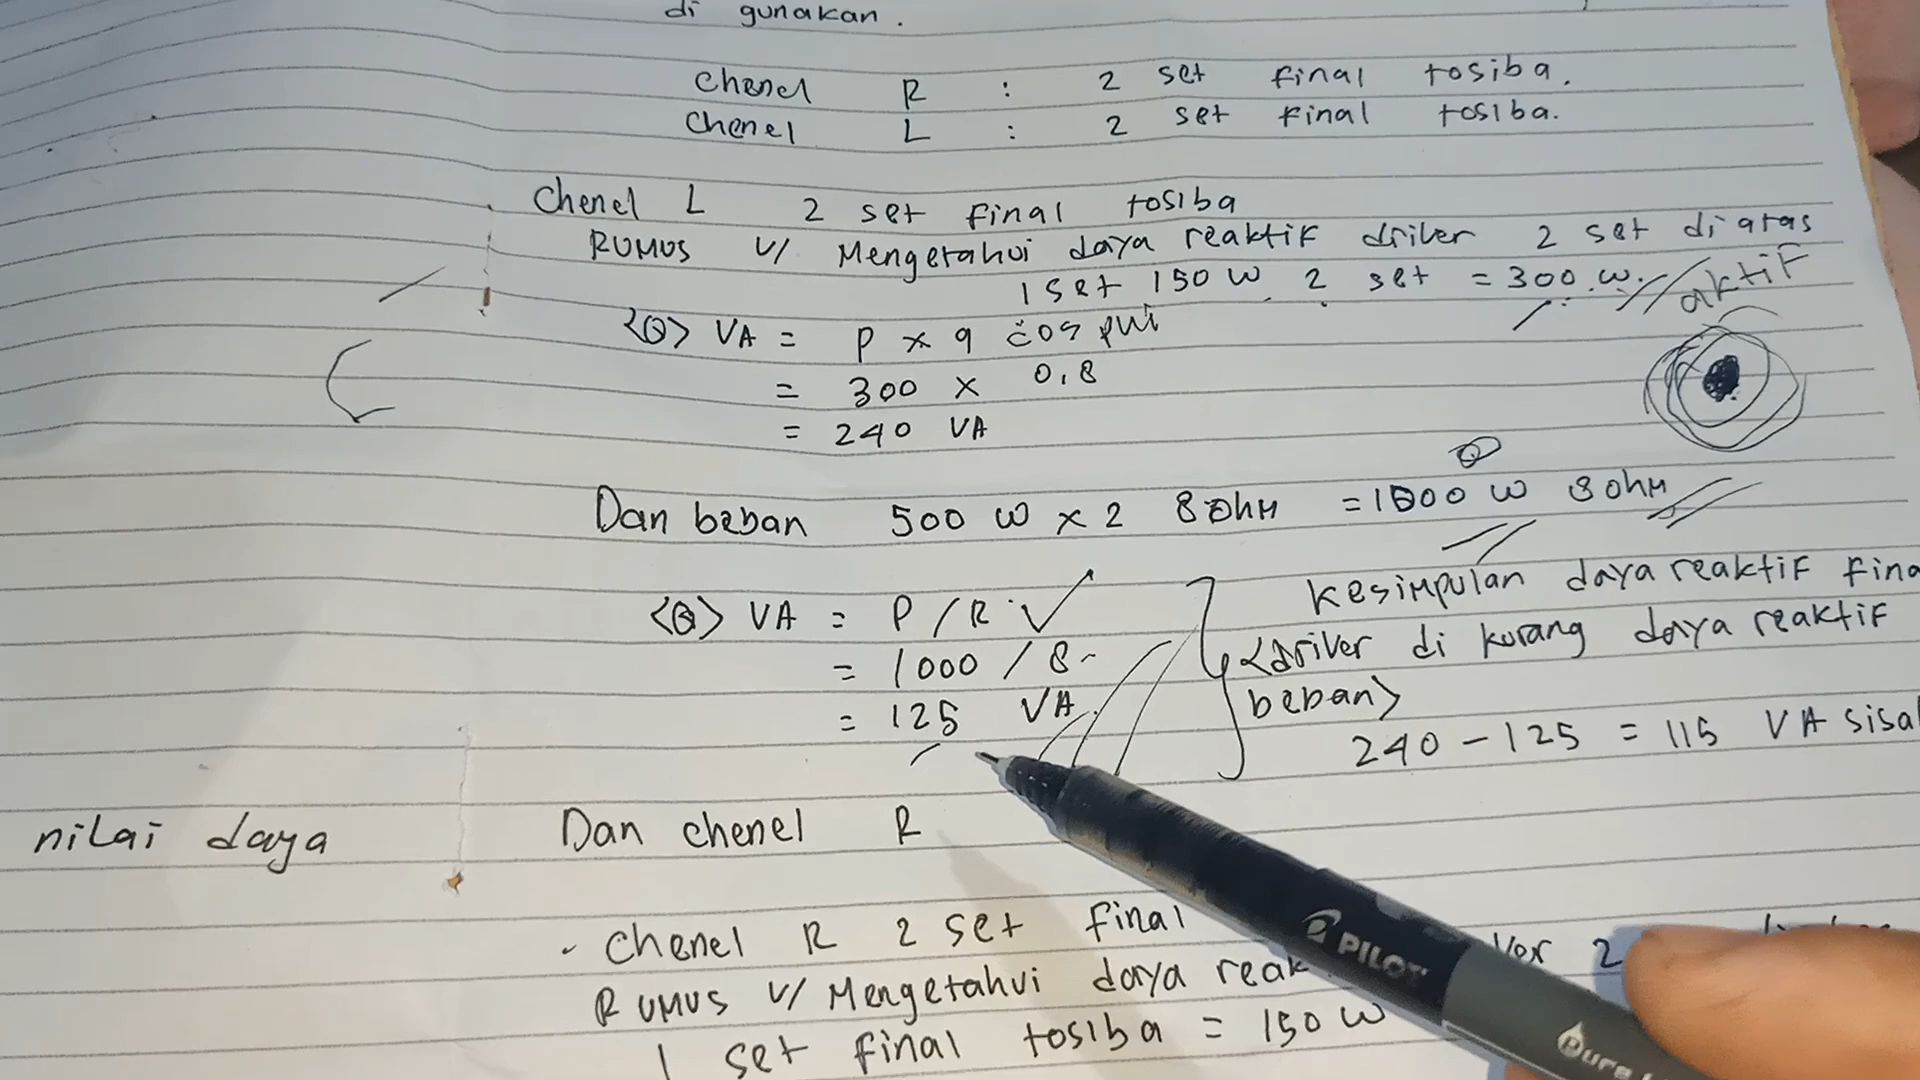 di gunakan.
Chenel R : 2 set final tosiba.
Chenel L : 2 set final tosiba.
Chenel L 2 set final tosiba
RUMUS U/ Mengetahui daya reaktif driver 2 set di atas
1 set 150 W 2 set = 300 W. aktif
<Q> VA = P x q cos phi
= 300 x 0,8
= 240 VA
Dan beban 500 W x 2 8 OhM = 1000 W 8 ohM
<Q> VA = P / R
= 1000 / 8
= 125 VA
kesimpulan daya reaktif fina
<driver di kurang daya reaktif
beban>
240 - 125 = 115 VA sisa
nilai daya
Dan chenel R
- Chenel R 2 set final
RUMUS U/ Mengetahui daya reak
1 set final tosiba = 150 W
PILOT
Pure